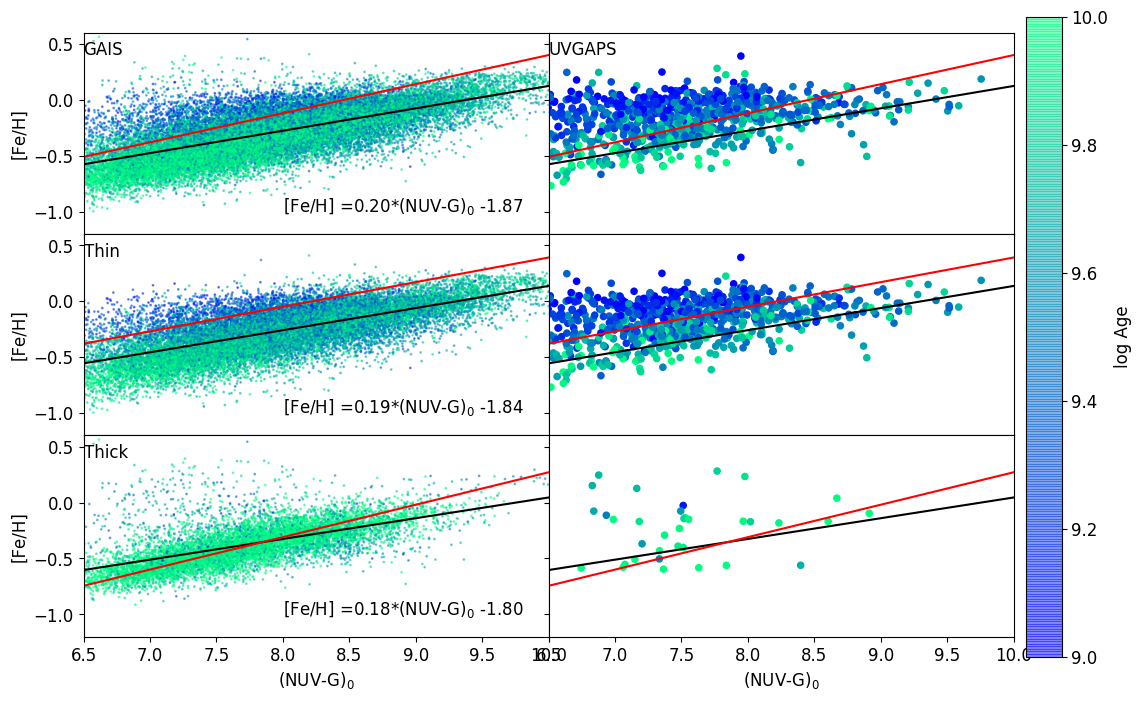 GAIS
UVGAPS
10.0
0.5
0.0
−0.5
−1.0
[Fe/H]
[Fe/H] =0.20*(NUV-G)₀ -1.87
9.8
Thin
0.5
0.0
−0.5
−1.0
[Fe/H]
[Fe/H] =0.19*(NUV-G)₀ -1.84
9.6
log Age
9.4
Thick
0.5
0.0
−0.5
−1.0
[Fe/H]
[Fe/H] =0.18*(NUV-G)₀ -1.80
9.2
9.0
6.5 7.0 7.5 8.0 8.5 9.0 9.5 10.0
6.5 7.0 7.5 8.0 8.5 9.0 9.5 10.0
(NUV-G)₀
(NUV-G)₀